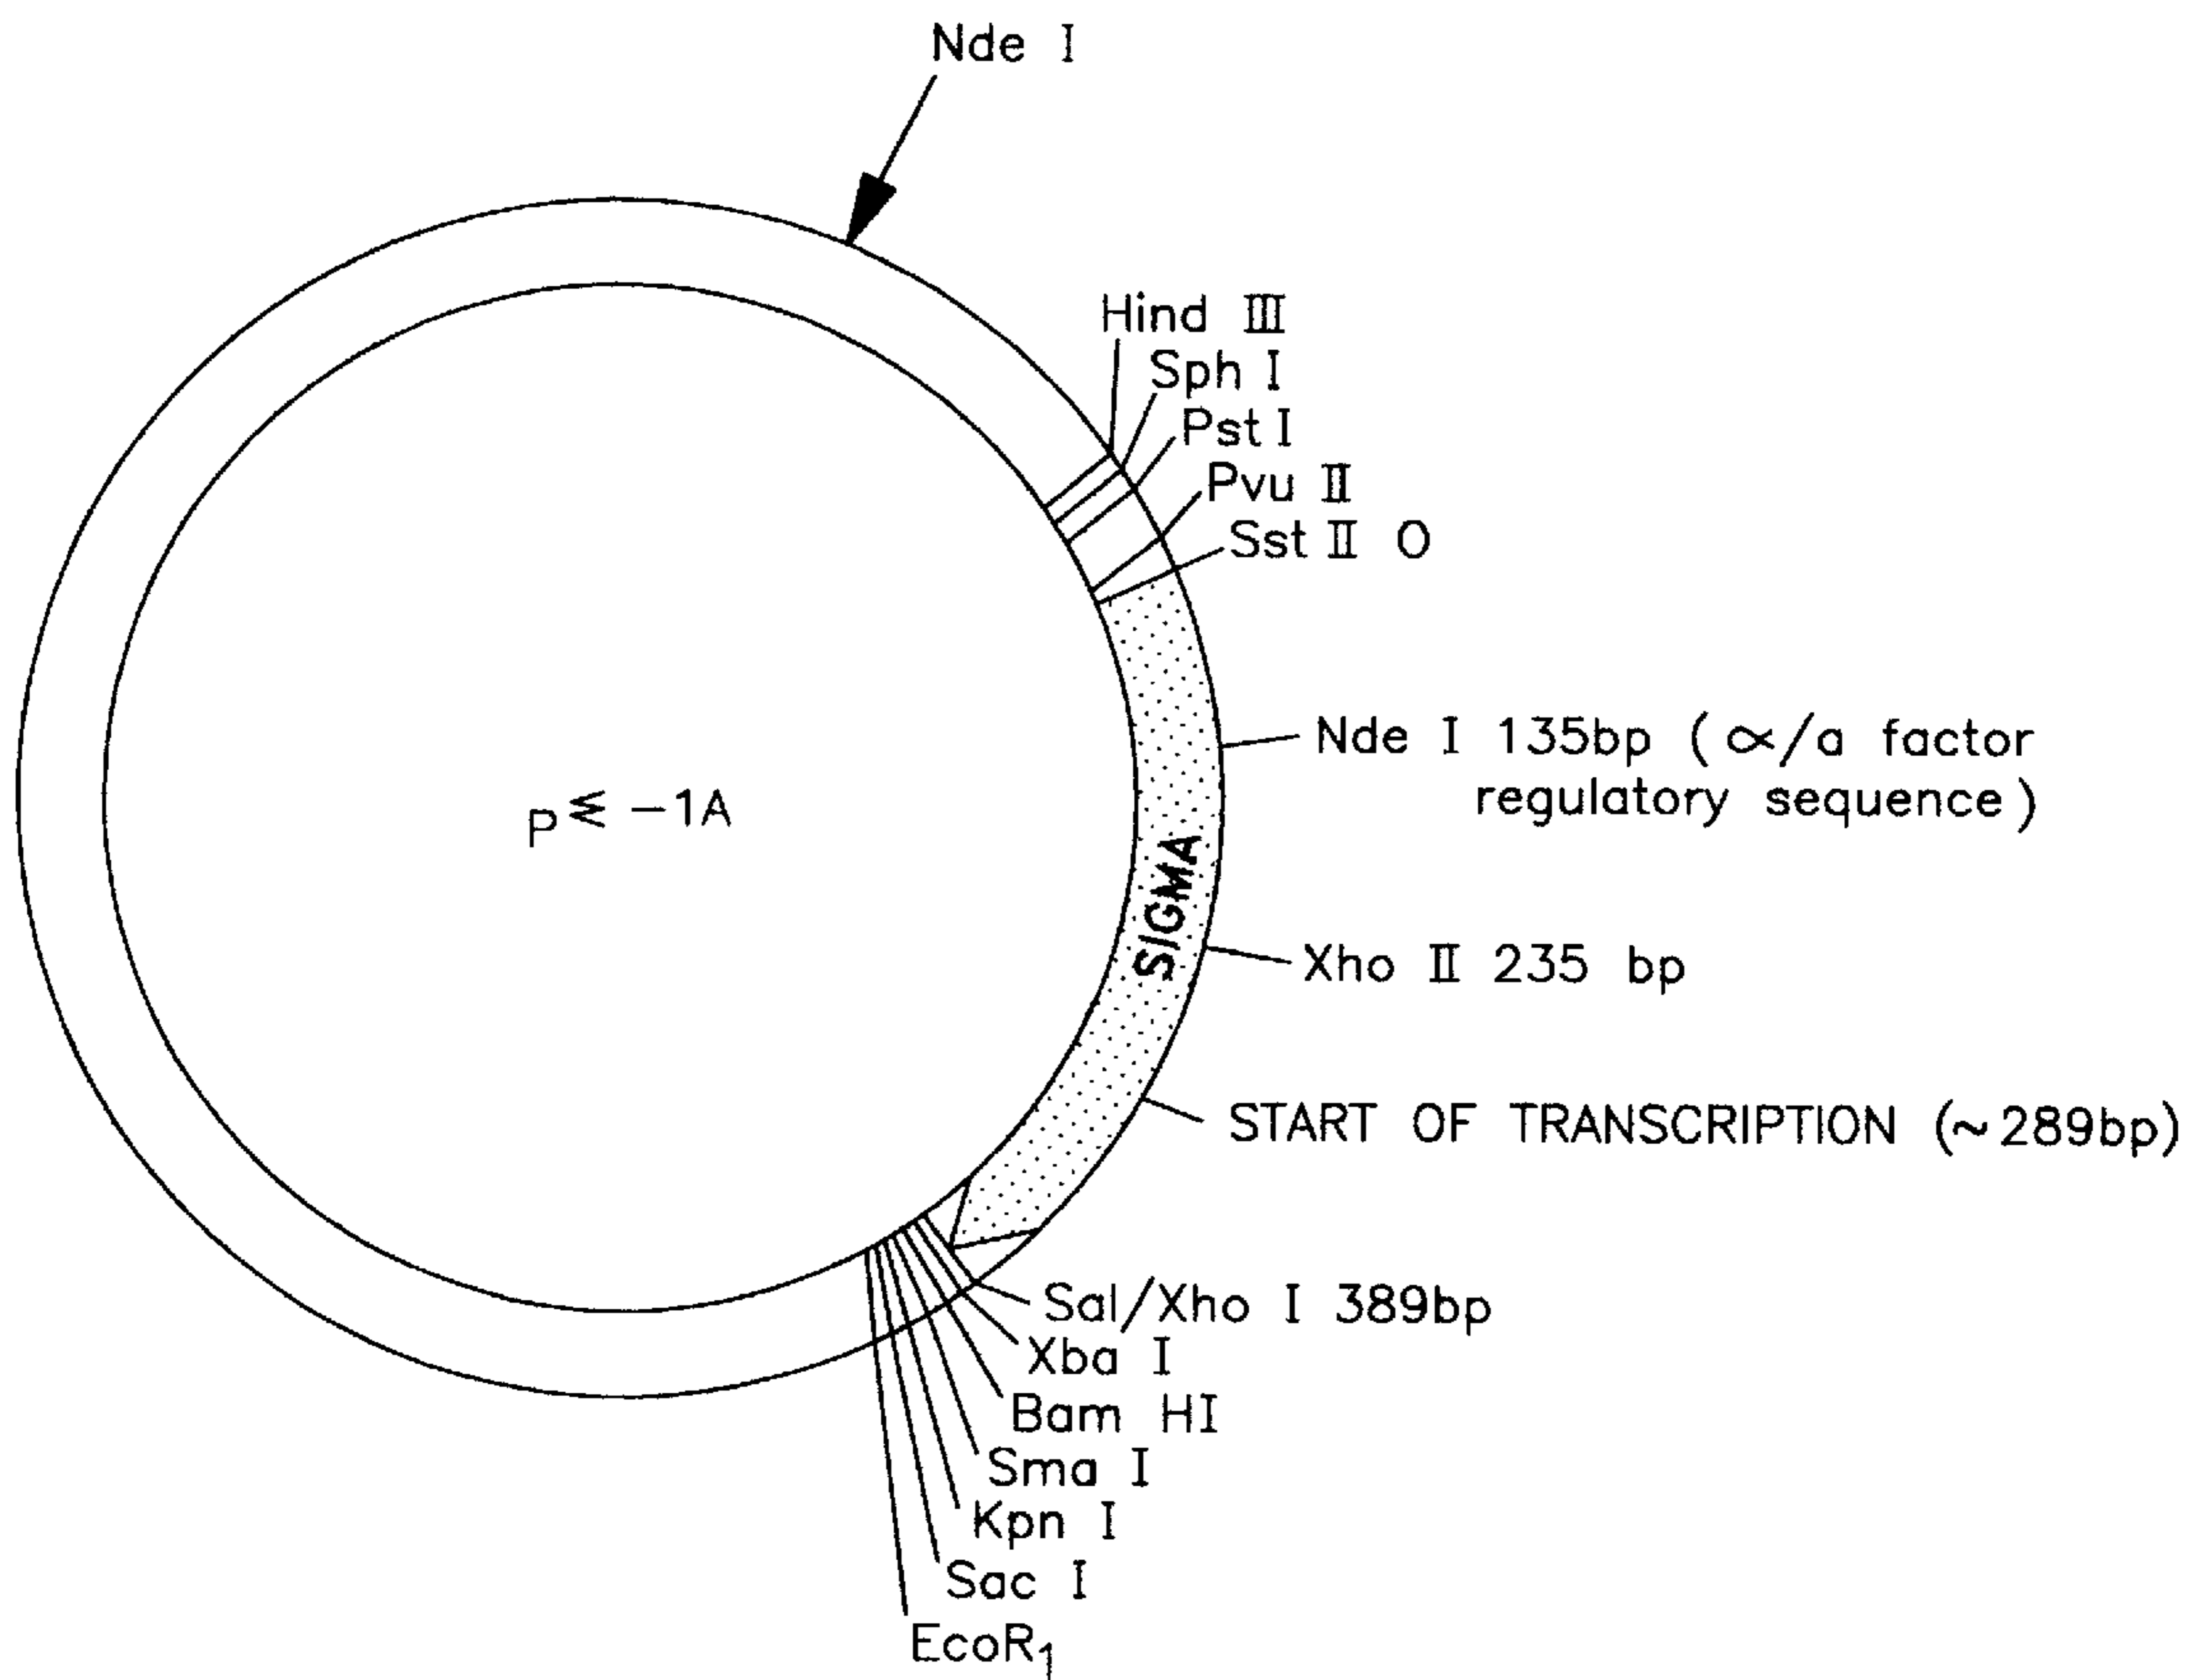 Nde I
Hind III
Sph I
Pst I
Pvu II
Sst II O
Nde I 135bp (∝/a factor
regulatory sequence)
P -1A
SIGMA
Xho II 235 bp
START OF TRANSCRIPTION (~289bp)
Sal/Xho I 389bp
Xba I
Bam HI
Sma I
Kpn I
Sac I
EcoR1